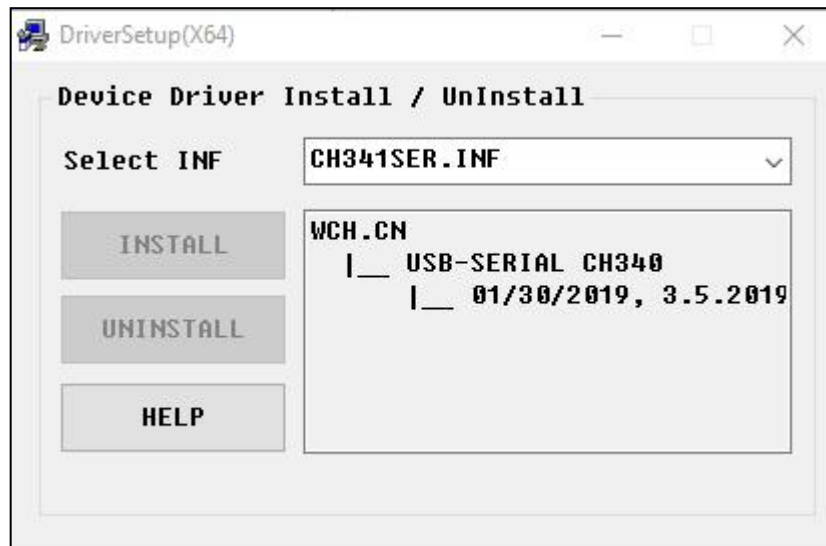 DriverSetup(X64)
Device Driver Install / UnInstall
Select INF
CH341SER.INF
INSTALL
UNINSTALL
HELP
WCH.CN
|__ USB-SERIAL CH340
|__ 01/30/2019, 3.5.2019